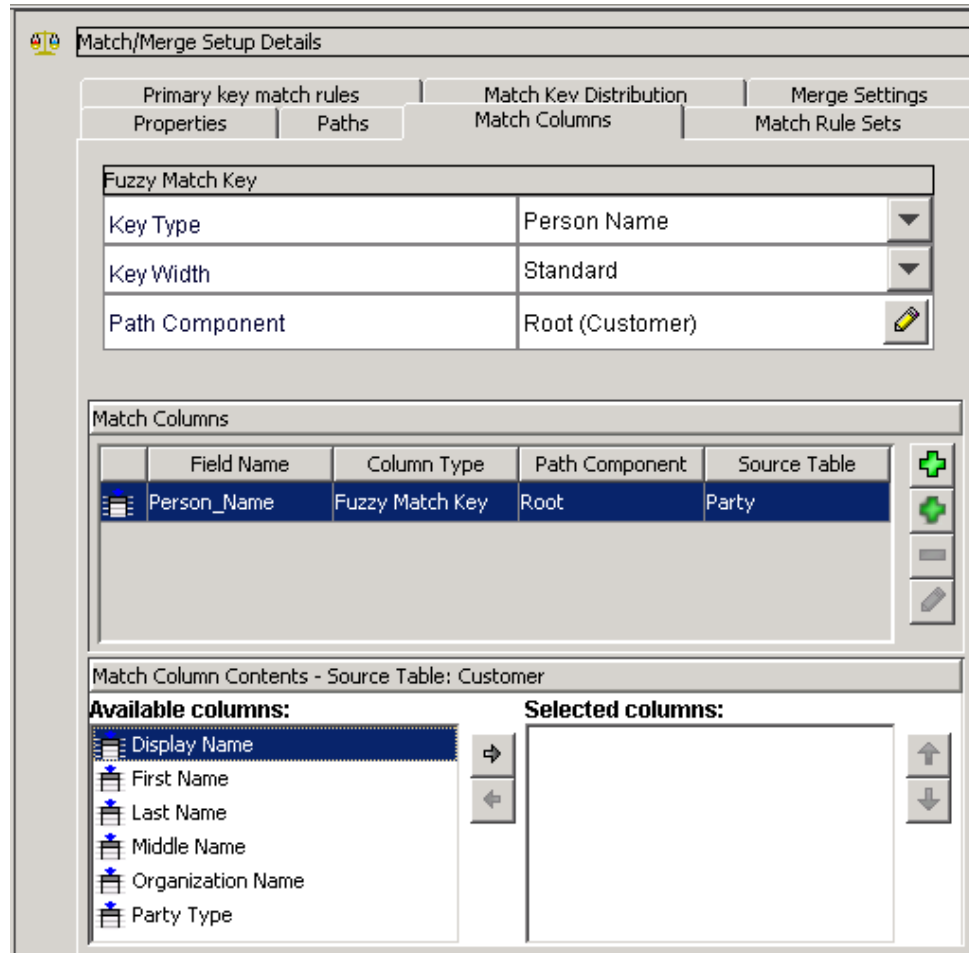 Match/Merge Setup Details
Primary key match rules Match Key Distribution Merge Settings
Properties Paths Match Columns Match Rule Sets
Fuzzy Match Key
Key Type Person Name
Key Width Standard
Path Component Root (Customer)
Match Columns
Field Name Column Type Path Component Source Table
Person_Name Fuzzy Match Key Root Party
Match Column Contents - Source Table: Customer
Available columns: Selected columns:
Display Name
First Name
Last Name
Middle Name
Organization Name
Party Type